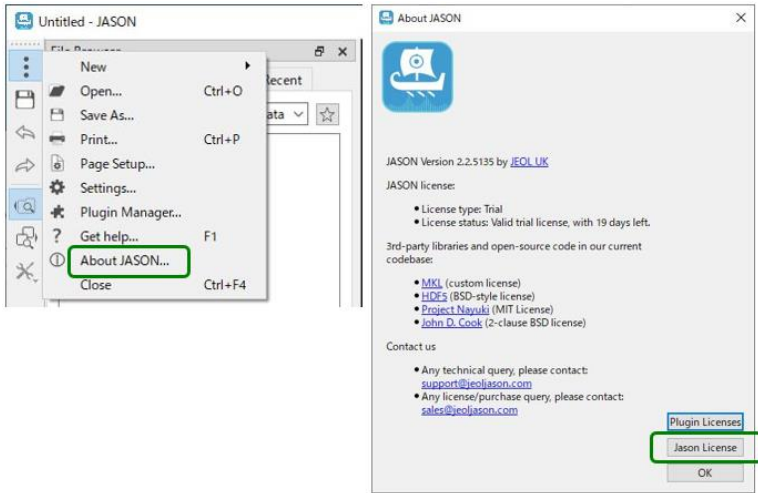 Untitled - JASON
File Browser
New
Recent
Open... Ctrl+O
Save As...
ata
Print... Ctrl+P
Page Setup...
Settings...
Plugin Manager...
Get help... F1
About JASON...
Close Ctrl+F4
About JASON
JASON Version 2.2.5135 by JEOL UK
JASON license:
• License type: Trial
• License status: Valid trial license, with 19 days left.
3rd-party libraries and open-source code in our current
codebase:
• MKL (custom license)
• HDF5 (BSD-style license)
• Project Nayuki (MIT License)
• John D. Cook (2-clause BSD license)
Contact us
• Any technical query, please contact:
support@jeoljason.com
• Any license/purchase query, please contact:
sales@jeoljason.com
Plugin Licenses
Jason License
OK